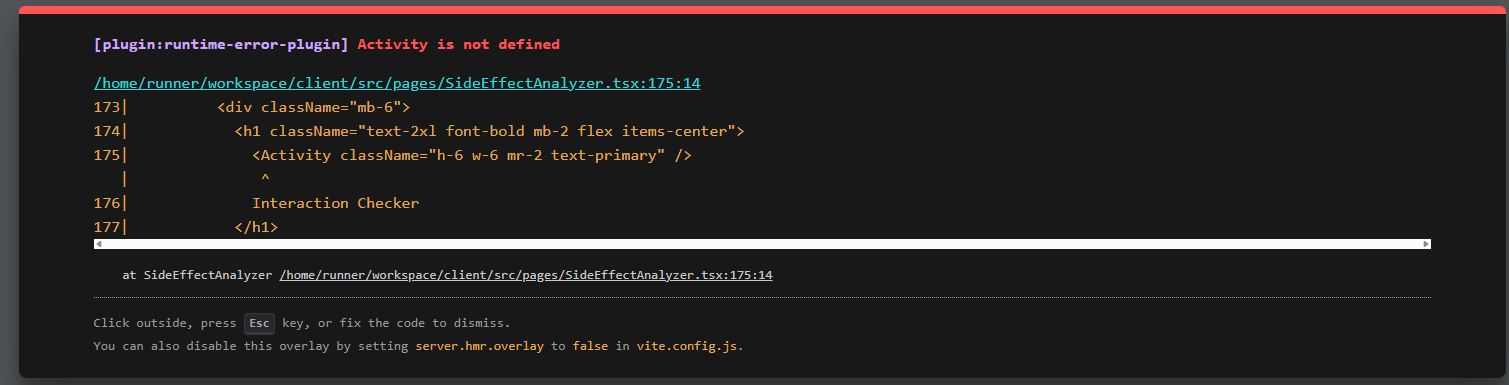 [plugin:runtime-error-plugin] Activity is not defined
/home/runner/workspace/client/src/pages/SideEffectAnalyzer.tsx:175:14
173|          <div className="mb-6">
174|            <h1 className="text-2xl font-bold mb-2 flex items-center">
175|              <Activity className="h-6 w-6 mr-2 text-primary" />
   |               ^
176|              Interaction Checker
177|            </h1>
at SideEffectAnalyzer /home/runner/workspace/client/src/pages/SideEffectAnalyzer.tsx:175:14
Click outside, press Esc key, or fix the code to dismiss.
You can also disable this overlay by setting server.hmr.overlay to false in vite.config.js.